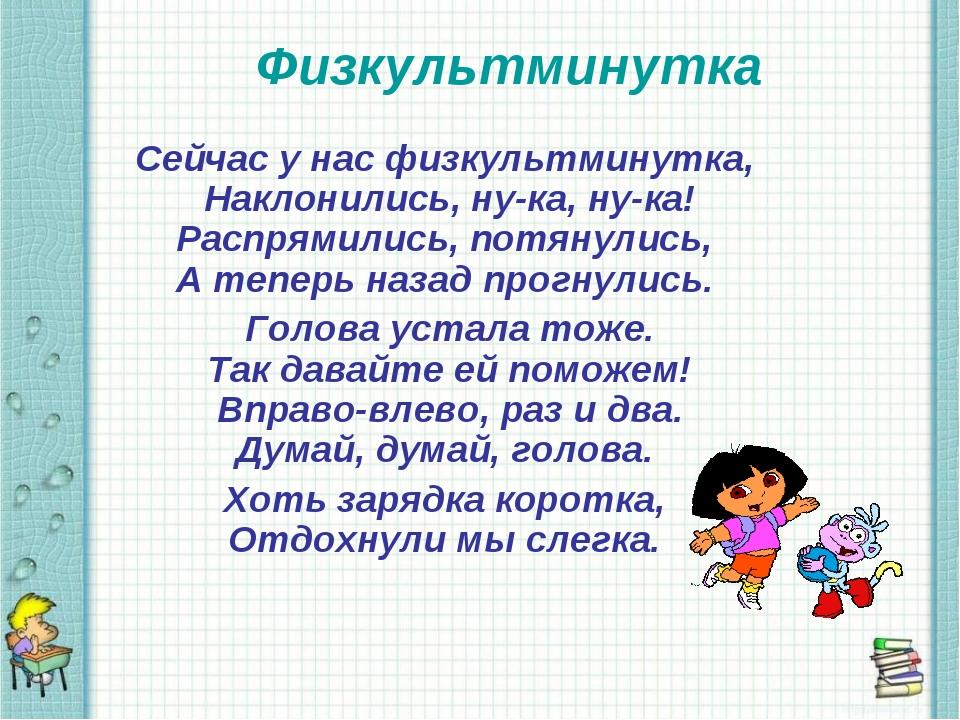 Физкультминутка
Сейчас у нас физкультминутка,
Наклонились, ну-ка, ну-ка!
Распрямились, потянулись,
А теперь назад прогнулись.
Голова устала тоже.
Так давайте ей поможем!
Вправо-влево, раз и два.
Думай, думай, голова.
Хоть зарядка коротка,
Отдохнули мы слегка.